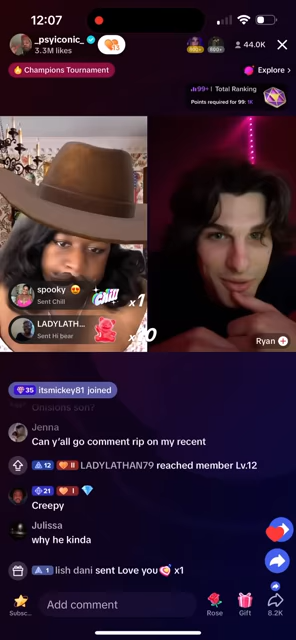 12:07
_psyiconic_
3.3M likes
44.0K
Champions Tournament
Explore >
99+ | Total Ranking
Points required for 99: 1K
spooky 😍
Sent Chill
x1
LADYLATH...
Sent Hi bear
Ryan +
35 itsmickey81 joined
Jenna
Can y'all go comment rip on my recent
12 II LADYLATHAN79 reached member Lv.12
21 I 💎
Creepy
Julissa
why he kinda
1 lish dani sent Love you x1
Subsc...
Add comment
Rose
Gift
8.2K